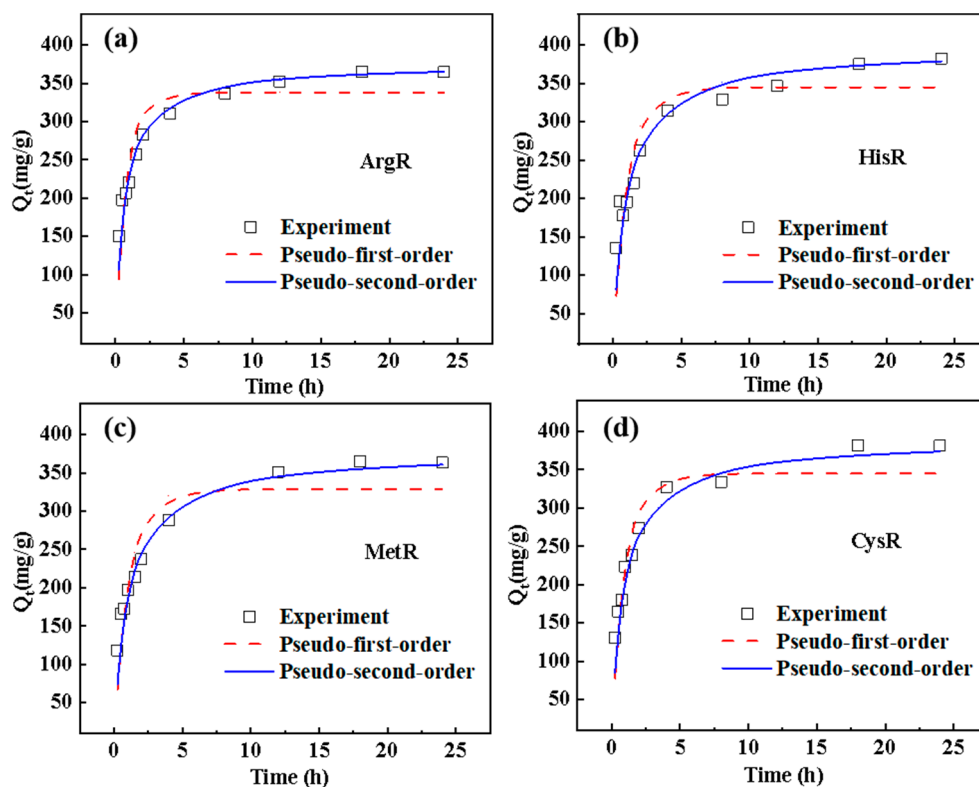 (a)
400
350
300
250
200
150
100
50
Qt(mg/g)
ArgR
Experiment
Pseudo-first-order
Pseudo-second-order
0 5 10 15 20 25
Time (h)
(b)
400
350
300
250
200
150
100
50
Qt(mg/g)
HisR
Experiment
Pseudo-first-order
Pseudo-second-order
0 5 10 15 20 25
Time (h)
(c)
400
350
300
250
200
150
100
50
Qt(mg/g)
MetR
Experiment
Pseudo-first-order
Pseudo-second-order
0 5 10 15 20 25
Time (h)
(d)
400
350
300
250
200
150
100
50
Qt(mg/g)
CysR
Experiment
Pseudo-first-order
Pseudo-second-order
0 5 10 15 20 25
Time (h)